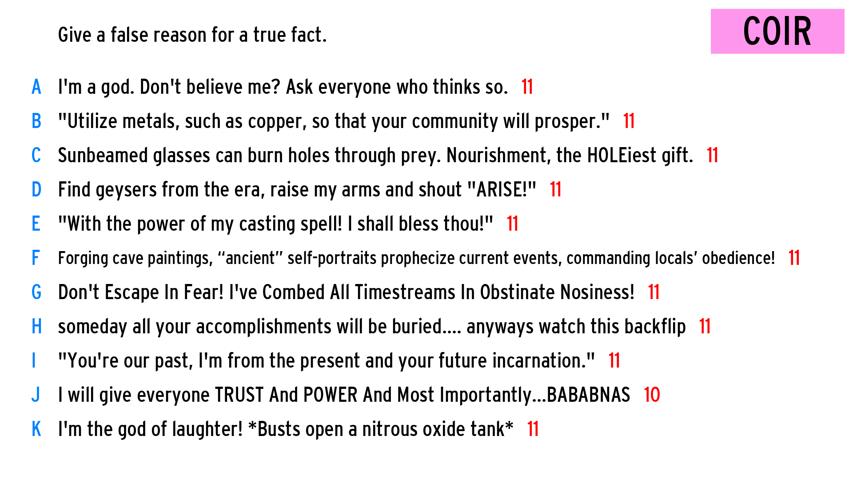 Give a false reason for a true fact.
COIR
A I'm a god. Don't believe me? Ask everyone who thinks so. 11
B "Utilize metals, such as copper, so that your community will prosper." 11
C Sunbeamed glasses can burn holes through prey. Nourishment, the HOLEiest gift. 11
D Find geysers from the era, raise my arms and shout "ARISE!" 11
E "With the power of my casting spell! I shall bless thou!" 11
F Forging cave paintings, “ancient” self-portraits prophecize current events, commanding locals’ obedience! 11
G Don't Escape In Fear! I've Combed All Timestreams In Obstinate Nosiness! 11
H someday all your accomplishments will be buried.... anyways watch this backflip 11
I "You're our past, I'm from the present and your future incarnation." 11
J I will give everyone TRUST And POWER And Most Importantly...BABABNAS 10
K I'm the god of laughter! *Busts open a nitrous oxide tank* 11